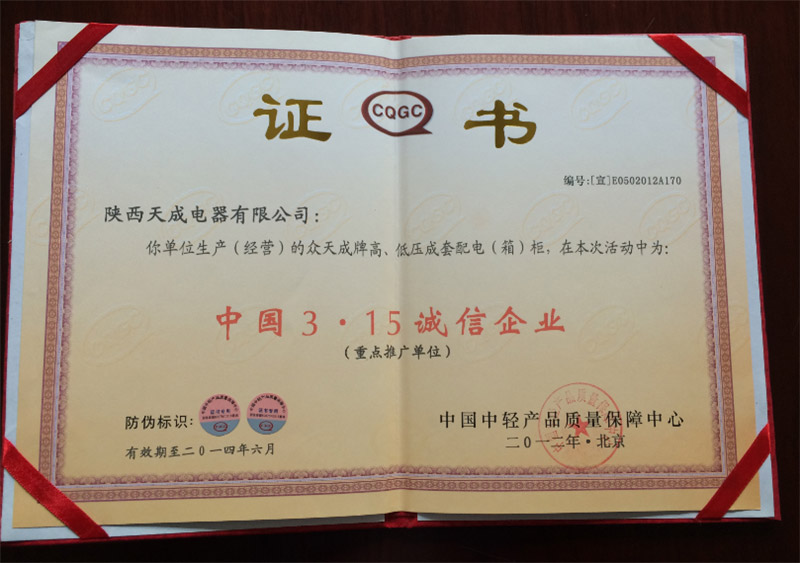 证 CQGC 书
编号:[宣]E0502012A170
陕西天成电器有限公司:
你单位生产(经营)的众天成牌高、低压成套配电(箱)柜,在本次活动中为:
中国3·15诚信企业
(重点推广单位)
防伪标识:
中国中轻产品质量保障中心
二〇一二年·北京
有效期至二〇一四年六月